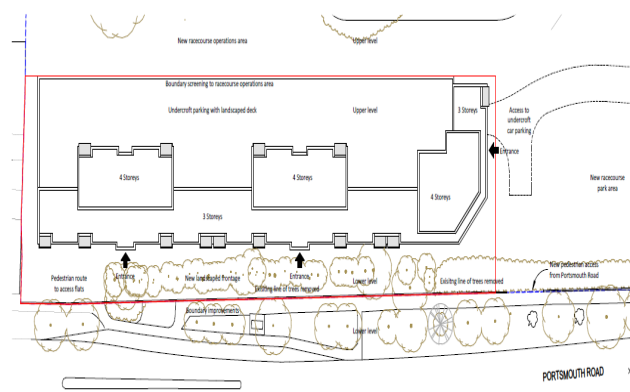 New racecourse operations area
Upper level
Boundary screening to racecourse operations area
Undercroft parking with landscaped deck
Upper level
3 Storeys
Access to
undercroft
car parking
Entrance
4 Storeys
4 Storeys
4 Storeys
New racecourse
park area
3 Storeys
Pedestrian route
to access flats
Entrance
New landscaped frontage
Entrance
Existing line of trees removed
Lower level
Exisiting line of trees removed
New pedestrian access
from Portsmouth Road
Boundary improvements
Lower level
PORTSMOUTH ROAD